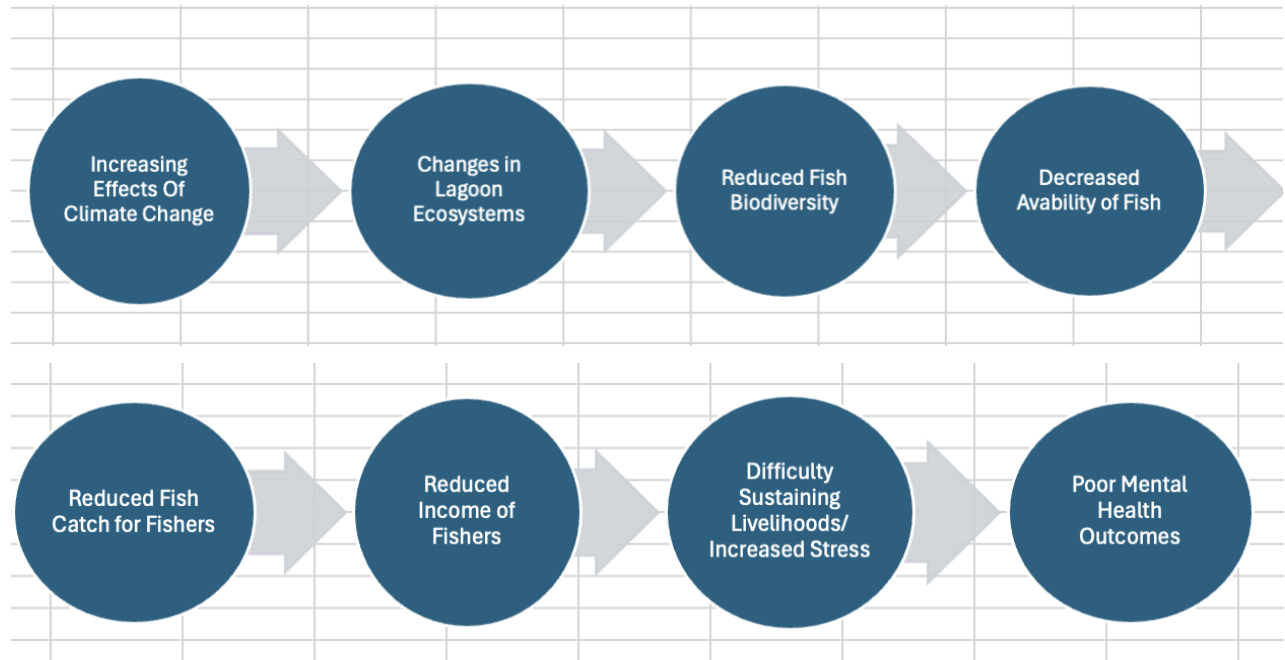 Increasing
Effects Of
Climate Change
Changes in
Lagoon
Ecosystems
Reduced Fish
Biodiversity
Decreased
Avability of Fish
Reduced Fish
Catch for Fishers
Reduced
Income of
Fishers
Difficulty
Sustaining
Livelihoods/
Increased Stress
Poor Mental
Health
Outcomes